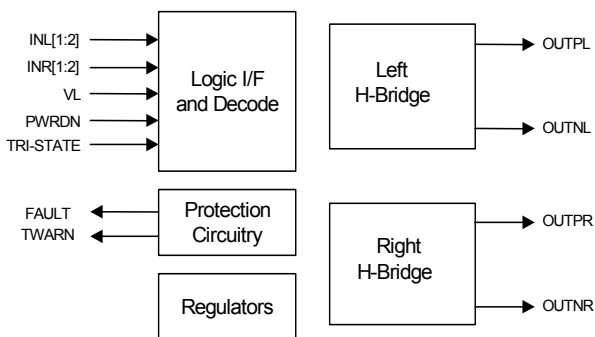 INL[1:2]
INR[1:2]
VL
PWRDN
TRI-STATE
Logic I/F
and Decode
Left
H-Bridge
OUTPL
OUTNL
FAULT
TWARN
Protection
Circuitry
Regulators
Right
H-Bridge
OUTPR
OUTNR